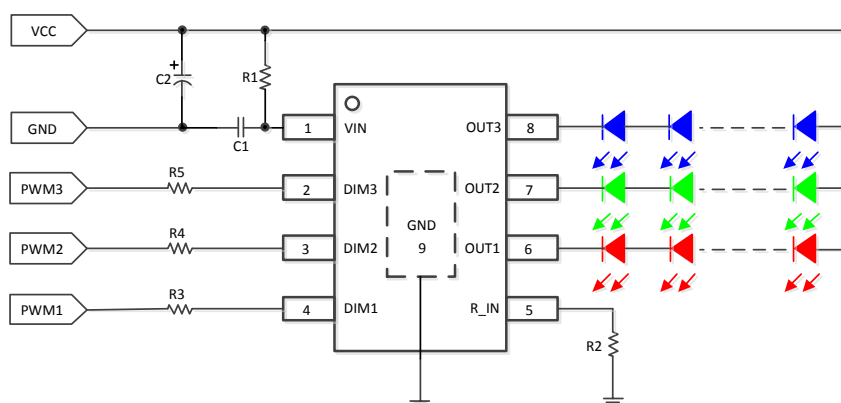 VCC
+
C2
R1
GND
C1
1
VIN
OUT3
8
PWM3
R5
2
DIM3
OUT2
7
GND
9
PWM2
R4
3
DIM2
OUT1
6
PWM1
R3
4
DIM1
R_IN
5
R2